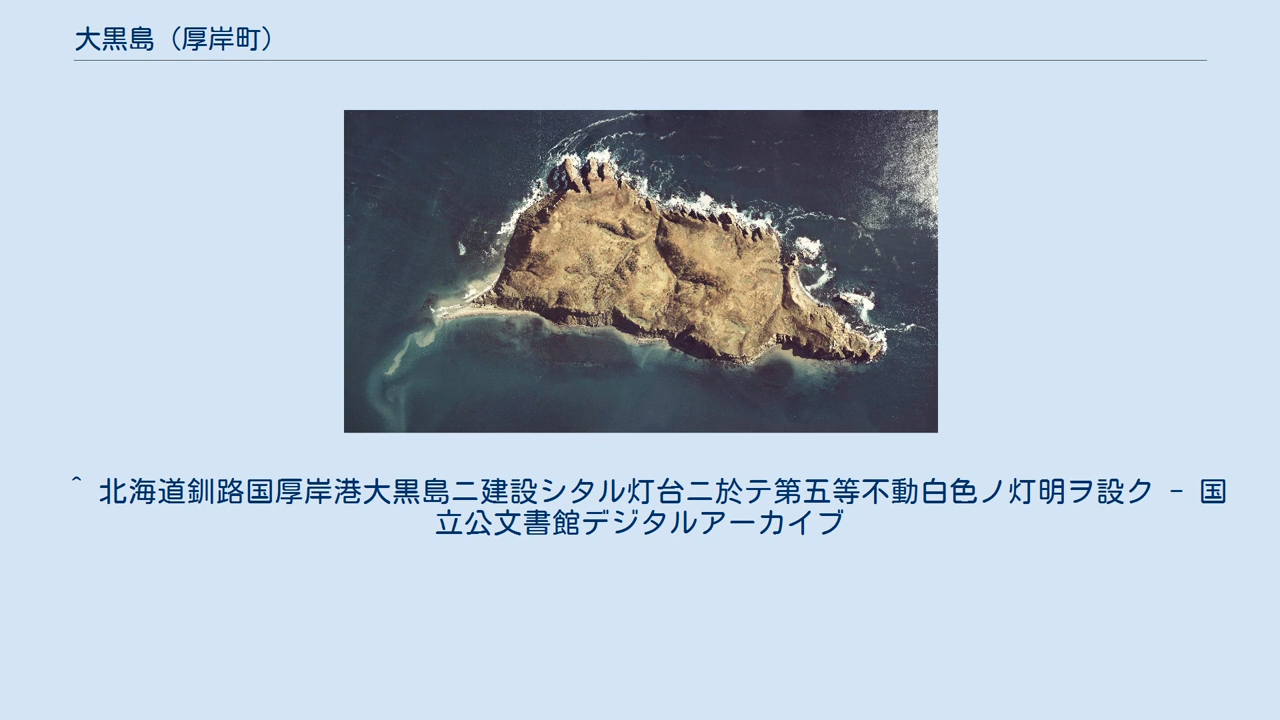 大黒島（厚岸町）
^ 北海道釧路国厚岸港大黒島ニ建設シタル灯台ニ於テ第五等不動白色ノ灯明ヲ設ク － 国
立公文書館デジタルアーカイブ